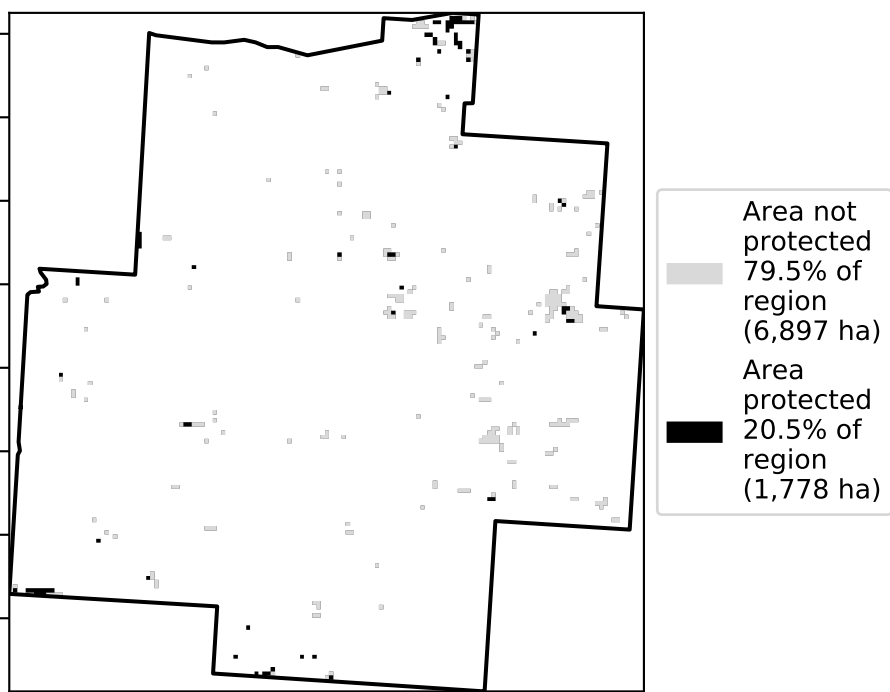 Area not
protected
79.5% of
region
(6,897 ha)
Area
protected
20.5% of
region
(1,778 ha)